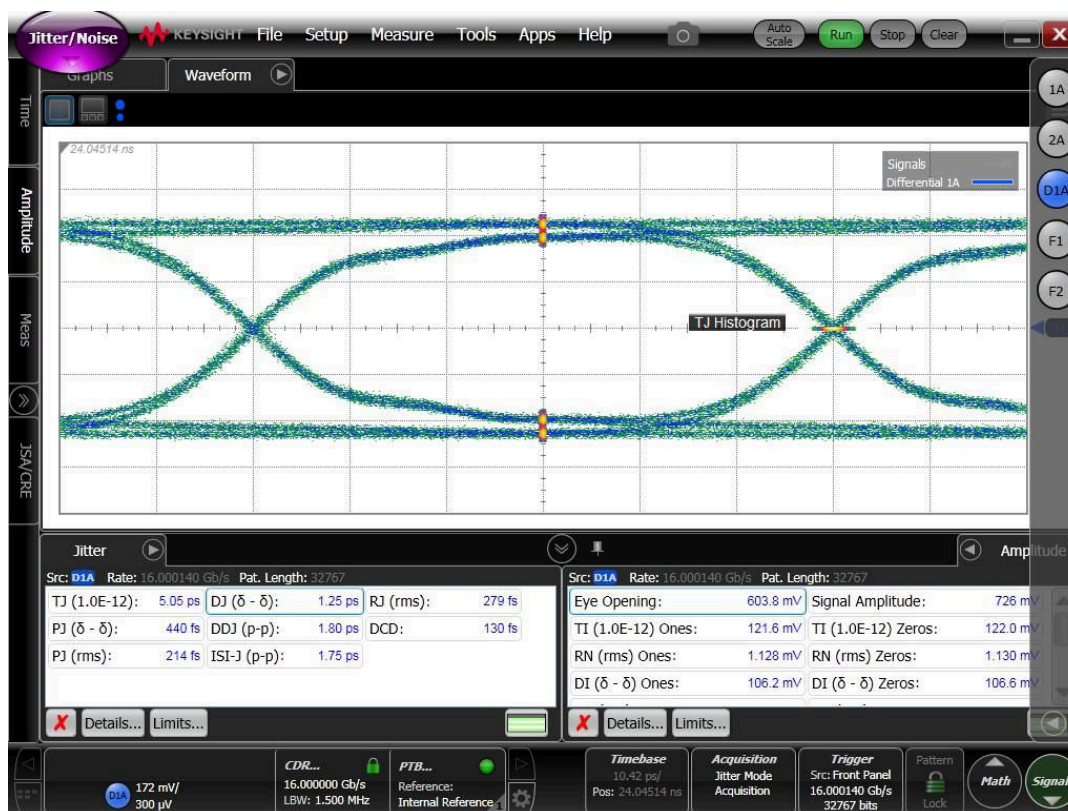 Jitter/Noise
KEYSIGHT File Setup Measure Tools Apps Help
Auto Scale Run Stop Clear
Graphs Waveform
Time
Amplitude
Meas
JSA/CRE
24.04514 ns
Signals
Differential 1A
1A
2A
D1A
F1
F2
TJ Histogram
Jitter
Src: D1A Rate: 16.000140 Gb/s Pat. Length: 32767
TJ (1.0E-12): 5.05 ps DJ (δ - δ): 1.25 ps RJ (rms): 279 fs
PJ (δ - δ): 440 fs DDJ (p-p): 1.80 ps DCD: 130 fs
PJ (rms): 214 fs ISI-J (p-p): 1.75 ps
Details... Limits...
Amplitude
Src: D1A Rate: 16.000140 Gb/s Pat. Length: 32767
Eye Opening: 603.8 mV Signal Amplitude: 726 mV
TI (1.0E-12) Ones: 121.6 mV TI (1.0E-12) Zeros: 122.0 mV
RN (rms) Ones: 1.128 mV RN (rms) Zeros: 1.130 mV
DI (δ - δ) Ones: 106.2 mV DI (δ - δ) Zeros: 106.6 mV
Details... Limits...
D1A
172 mV/
300 µV
CDR...
16.000000 Gb/s
LBW: 1.500 MHz
PTB...
Reference:
Internal Reference
Timebase
10.42 ps/
Pos: 24.04514 ns
Acquisition
Jitter Mode
Acquisition
Trigger
Src: Front Panel
16.000140 Gb/s
32767 bits
Pattern
Lock
Math
Signal